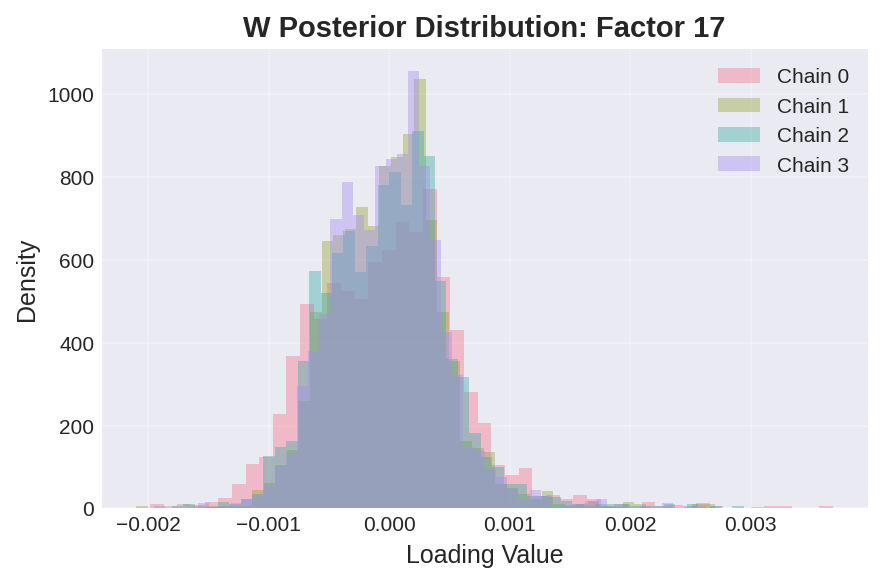 W Posterior Distribution: Factor 17
Chain 0
Chain 1
Chain 2
Chain 3
1000
800
600
400
200
0
Density
−0.002
−0.001
0.000
0.001
0.002
0.003
Loading Value